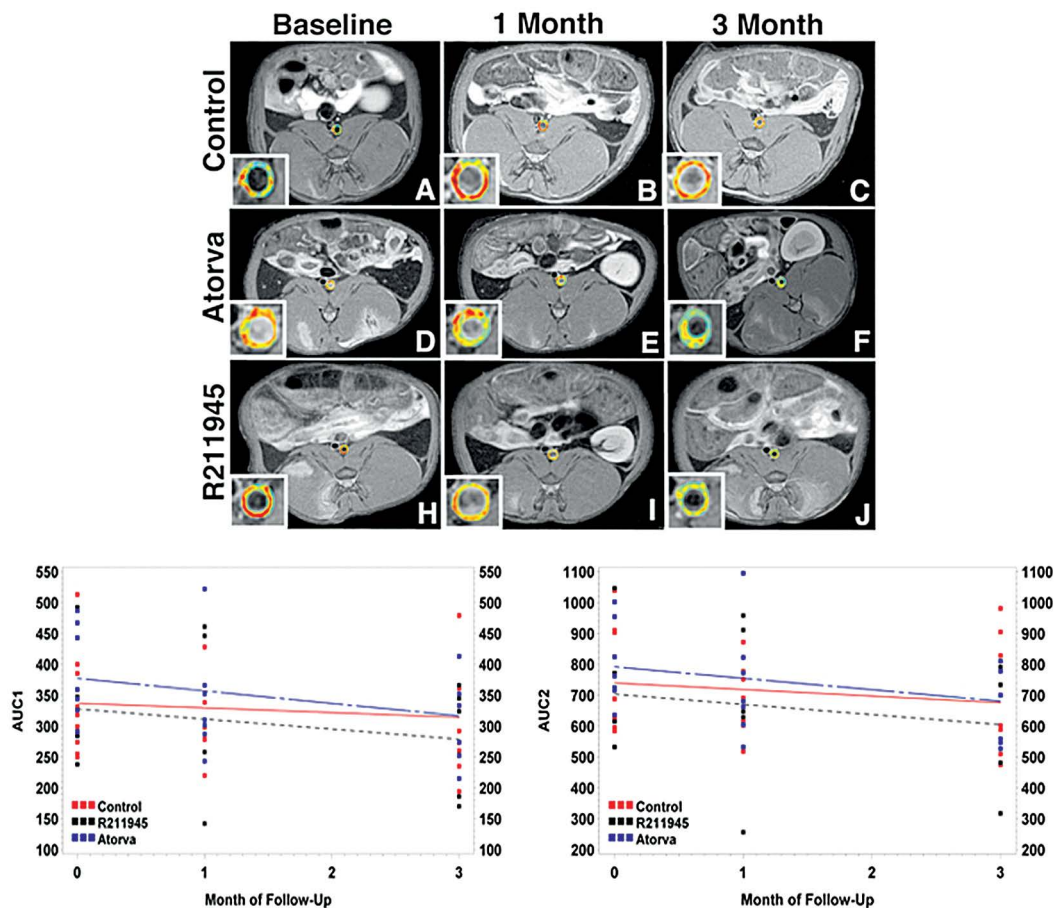 Baseline 1 Month 3 Month
Control
A B C
Atorva
D E F
R211945
H I J
550 550 1100 1100
500 500 1000 1000
450 450 900 900
400 400 800 800
350 350 700 700
AUC1 AUC2
300 300 600 600
250 250 500 500
200 200 400 400
150 150 300 300
100 100 200 200
Control Control
R211945 R211945
Atorva Atorva
0 1 2 3 0 1 2 3
Month of Follow-Up Month of Follow-Up